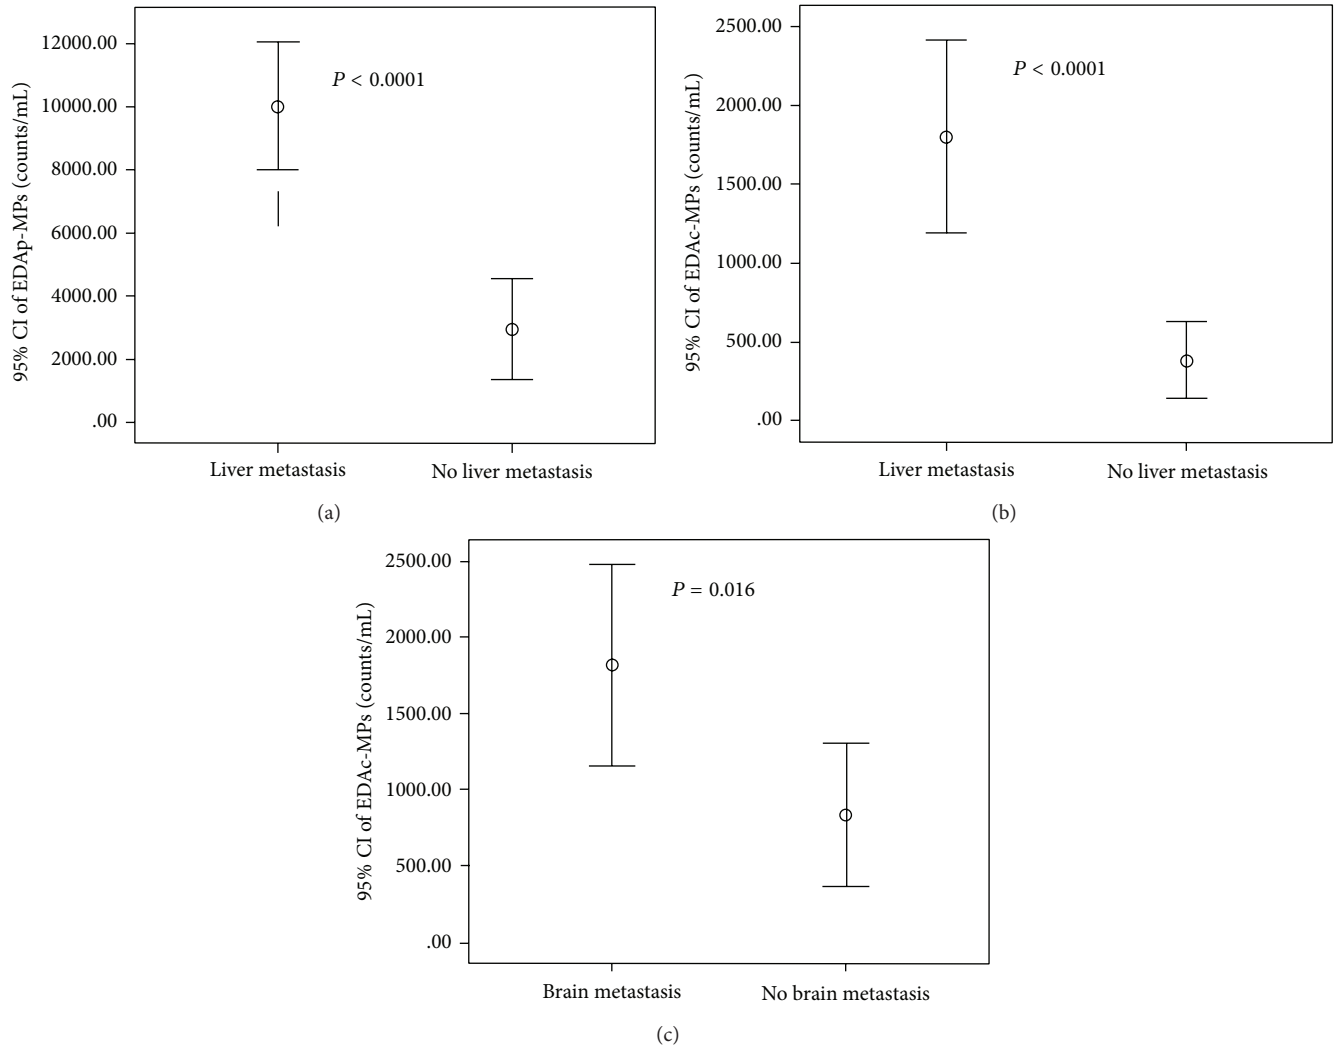 95% CI of EDAp-MPs (counts/mL)
12000.00
10000.00
8000.00
6000.00
4000.00
2000.00
.00
P < 0.0001
Liver metastasis
No liver metastasis
(a)
95% CI of EDAc-MPs (counts/mL)
2500.00
2000.00
1500.00
1000.00
500.00
.00
P < 0.0001
Liver metastasis
No liver metastasis
(b)
95% CI of EDAc-MPs (counts/mL)
2500.00
2000.00
1500.00
1000.00
500.00
.00
P = 0.016
Brain metastasis
No brain metastasis
(c)